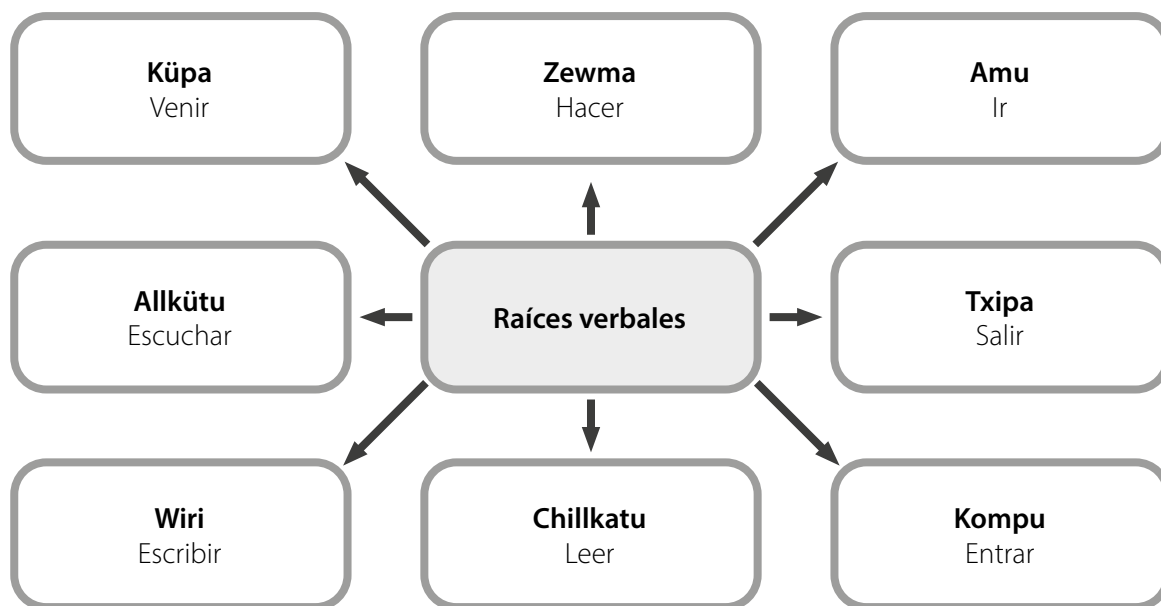 Küpa
Venir
Zewma
Hacer
Amu
Ir
Allkütu
Escuchar
Raíces verbales
Txipa
Salir
Wiri
Escribir
Chillkatu
Leer
Kompu
Entrar